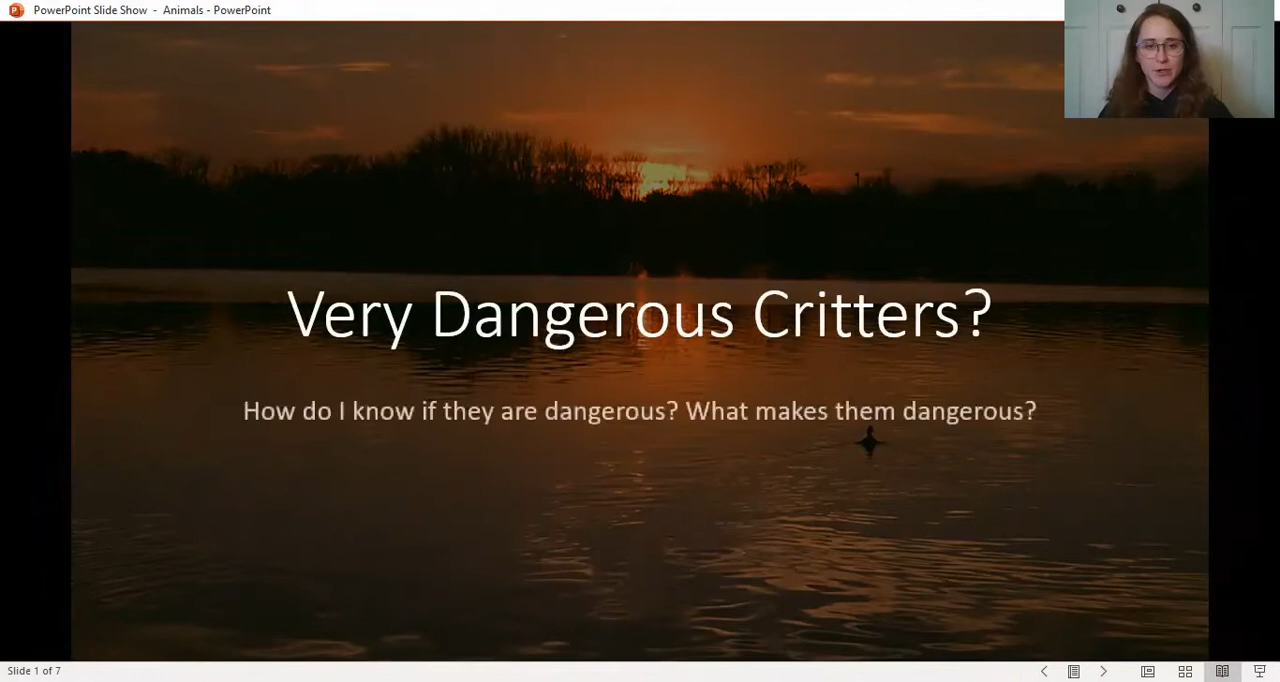 PowerPoint Slide Show - Animals - PowerPoint
Very Dangerous Critters?
How do I know if they are dangerous? What makes them dangerous?
Slide 1 of 7